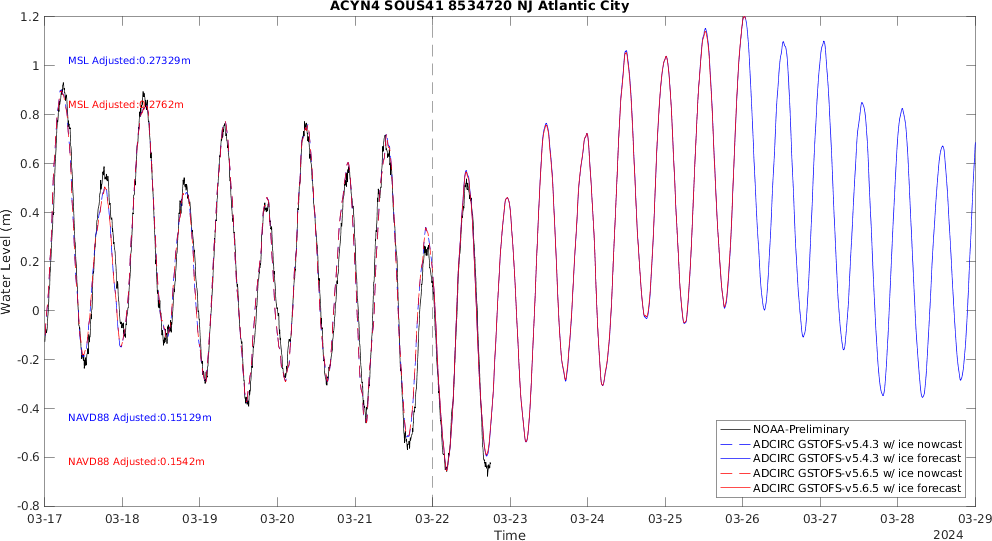 ACYN4 SOUS41 8534720 NJ Atlantic City
Water Level (m)
1.2
1
0.8
0.6
0.4
0.2
0
-0.2
-0.4
-0.6
-0.8
MSL Adjusted:0.27329m
MSL Adjusted:0.2762m
NAVD88 Adjusted:0.15129m
NAVD88 Adjusted:0.1542m
NOAA-Preliminary
ADCIRC GSTOFS-v5.4.3 w/ ice nowcast
ADCIRC GSTOFS-v5.4.3 w/ ice forecast
ADCIRC GSTOFS-v5.6.5 w/ ice nowcast
ADCIRC GSTOFS-v5.6.5 w/ ice forecast
03-17 03-18 03-19 03-20 03-21 03-22 03-23 03-24 03-25 03-26 03-27 03-28 03-29
Time
2024